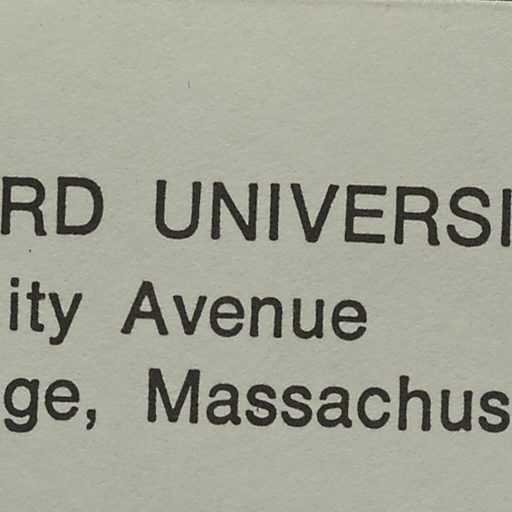 RD UNIVERSI
ity Avenue
ge, Massachus